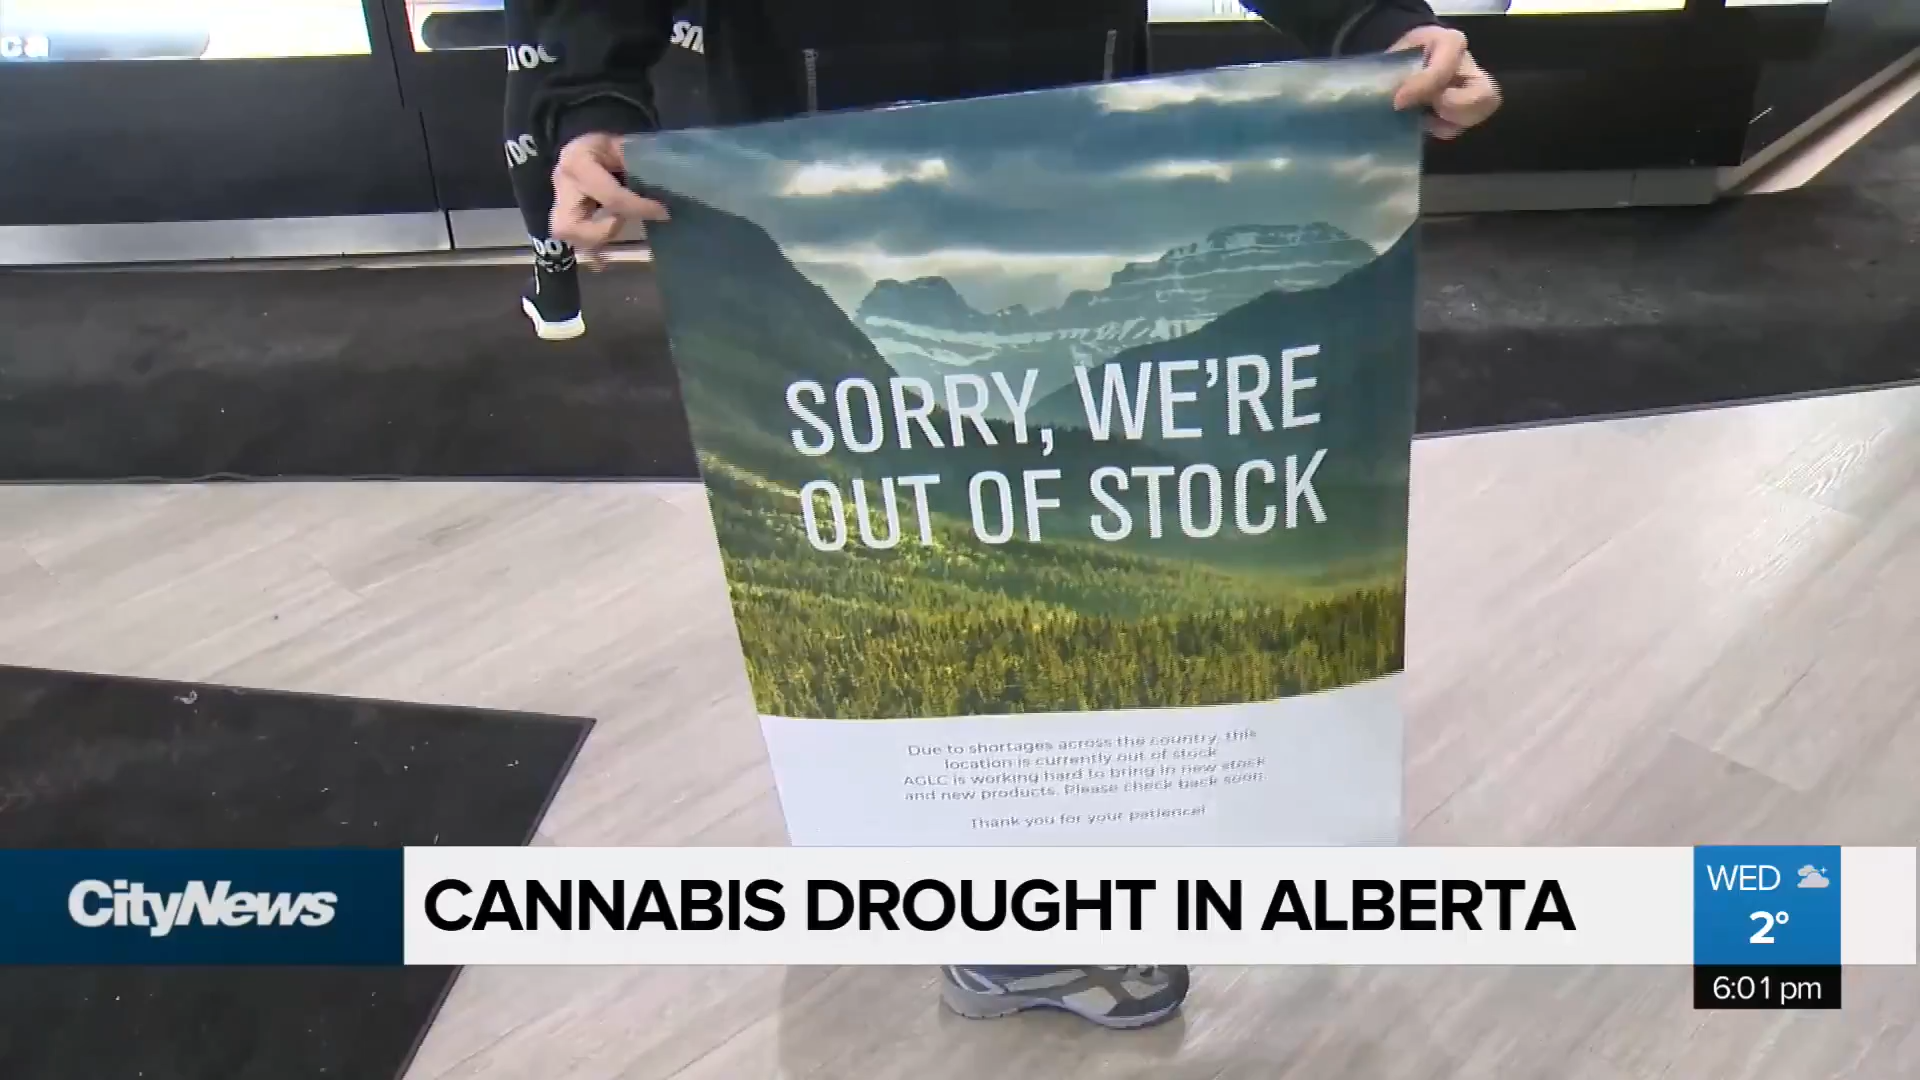 SORRY, WE'RE
OUT OF STOCK
Due to shortages across the country, this
location is currently out of stock.
AGLC is working hard to bring in new stock
and new products. Please check back soon.
Thank you for your patience!
CityNews
CANNABIS DROUGHT IN ALBERTA
WED
2°
6:01 pm